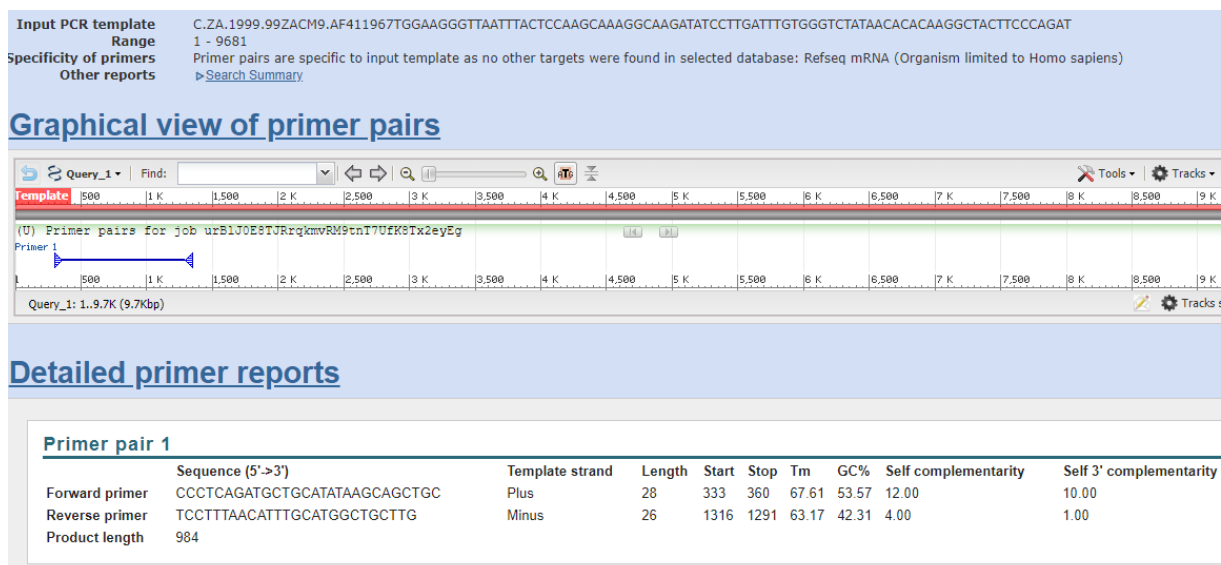 Input PCR template C.ZA.1999.99ZACM9.AF411967TGGAAGGGTTAATTTACTCCAAGCAAAGGCAAGATATCCTTGATTTGTGGGTCTATAACACACAAGGCTACTTCCCAGAT
Range 1 - 9681
Specificity of primers Primer pairs are specific to input template as no other targets were found in selected database: Refseq mRNA (Organism limited to Homo sapiens)
Other reports Search Summary
Graphical view of primer pairs
Query_1 Find: Tools Tracks
Template 500 1 K 1,500 2 K 2,500 3 K 3,500 4 K 4,500 5 K 5,500 6 K 6,500 7 K 7,500 8 K 8,500 9 K
(U) Primer pairs for job urBlJ0E8TJRrqkmvRM9tnT7UfK8Tx2eyEg
Primer 1
1 500 1 K 1,500 2 K 2,500 3 K 3,500 4 K 4,500 5 K 5,500 6 K 6,500 7 K 7,500 8 K 8,500 9 K
Query_1: 1..9.7K (9.7Kbp) Tracks s
Detailed primer reports
Primer pair 1
Sequence (5'->3') Template strand Length Start Stop Tm GC% Self complementarity Self 3' complementarity
Forward primer CCCTCAGATGCTGCATATAAGCAGCTGC Plus 28 333 360 67.61 53.57 12.00 10.00
Reverse primer TCCTTTAACATTTGCATGGCTGCTTG Minus 26 1316 1291 63.17 42.31 4.00 1.00
Product length 984